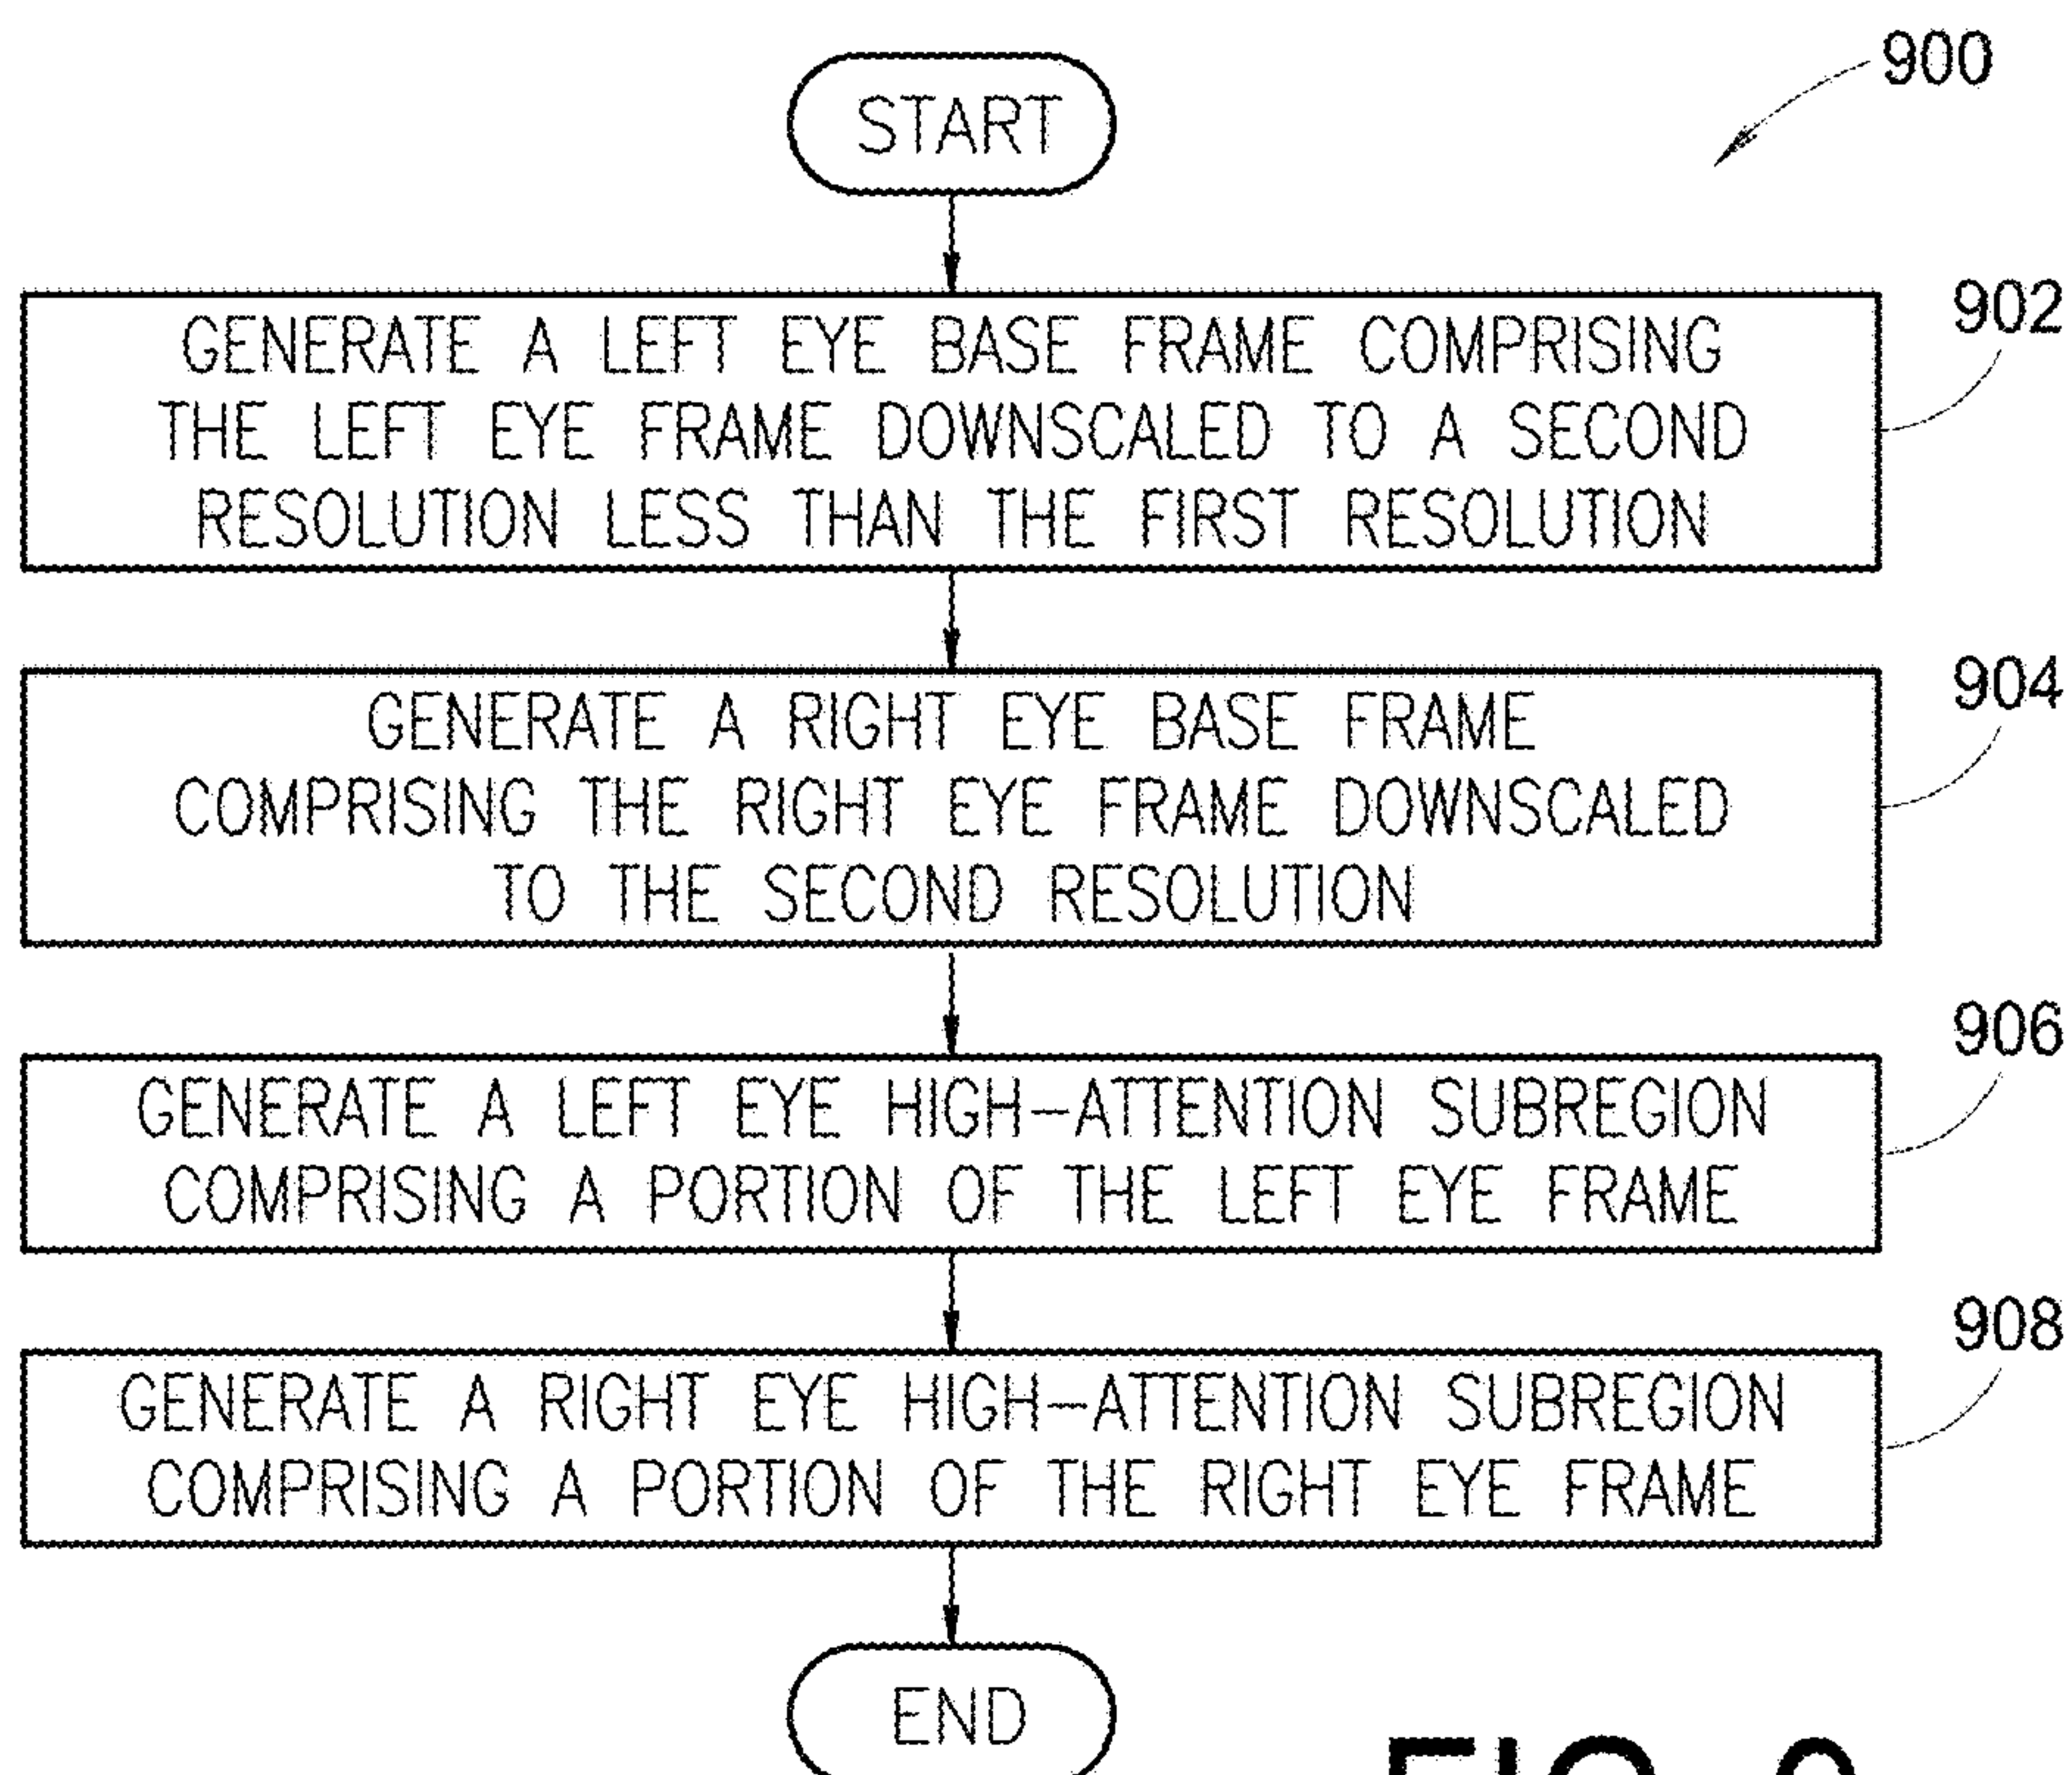 900
START
902
GENERATE A LEFT EYE BASE FRAME COMPRISING
THE LEFT EYE FRAME DOWNSCALED TO A SECOND
RESOLUTION LESS THAN THE FIRST RESOLUTION
904
GENERATE A RIGHT EYE BASE FRAME
COMPRISING THE RIGHT EYE FRAME DOWNSCALED
TO THE SECOND RESOLUTION
906
GENERATE A LEFT EYE HIGH-ATTENTION SUBREGION
COMPRISING A PORTION OF THE LEFT EYE FRAME
908
GENERATE A RIGHT EYE HIGH-ATTENTION SUBREGION
COMPRISING A PORTION OF THE RIGHT EYE FRAME
END